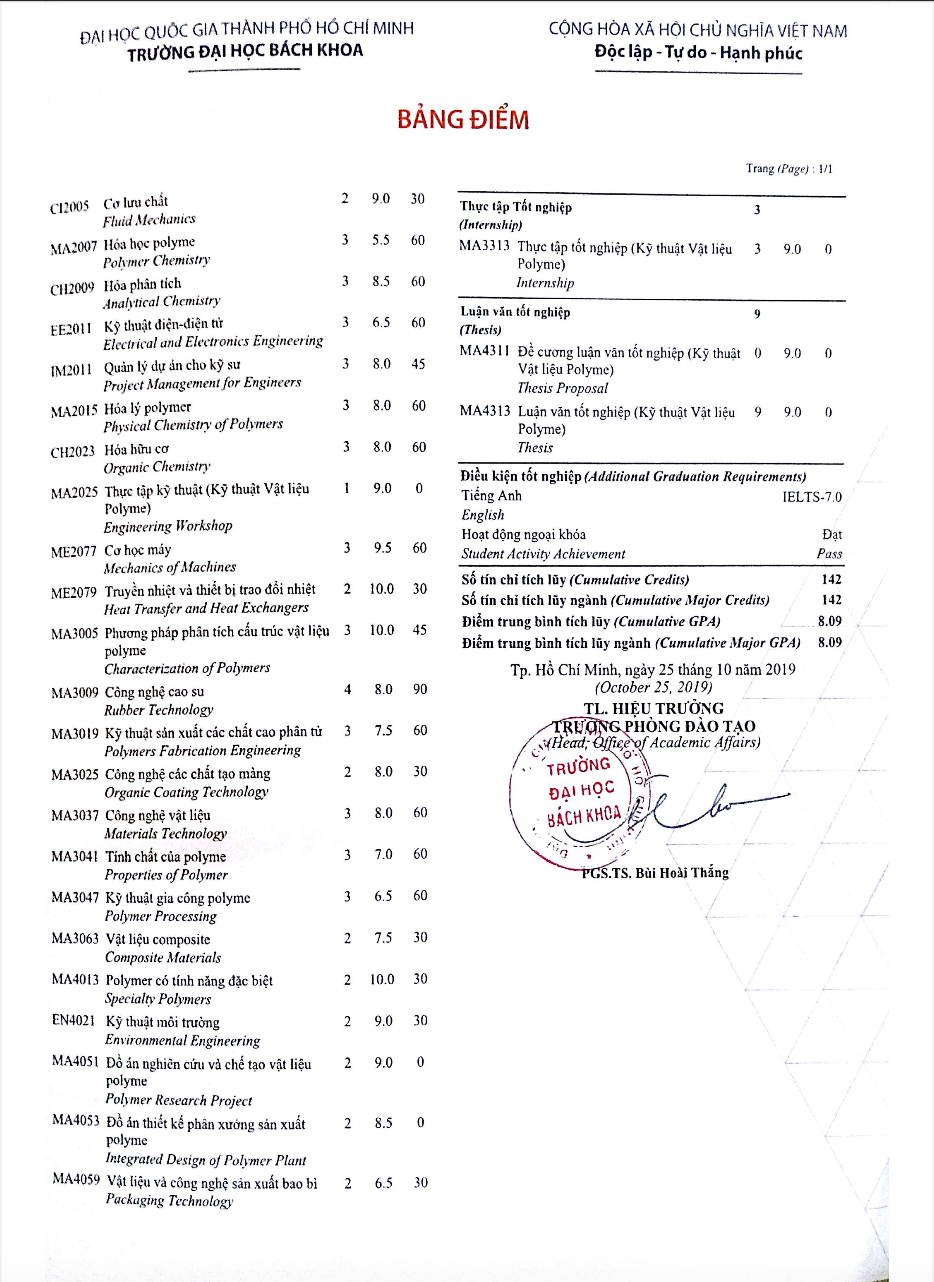 ĐẠI HỌC QUỐC GIA THÀNH PHỐ HỒ CHÍ MINH
TRƯỜNG ĐẠI HỌC BÁCH KHOA
CỘNG HÒA XÃ HỘI CHỦ NGHĨA VIỆT NAM
Độc lập - Tự do - Hạnh phúc
BẢNG ĐIỂM
Trang (Page) : 1/1
CI2005 Cơ lưu chất 2 9.0 30
Fluid Mechanics
MA2007 Hóa học polyme 3 5.5 60
Polymer Chemistry
CH2009 Hóa phân tích 3 8.5 60
Analytical Chemistry
EE2011 Kỹ thuật điện-điện tử 3 6.5 60
Electrical and Electronics Engineering
IM2011 Quản lý dự án cho kỹ sư 3 8.0 45
Project Management for Engineers
MA2015 Hóa lý polymer 3 8.0 60
Physical Chemistry of Polymers
CH2023 Hóa hữu cơ 3 8.0 60
Organic Chemistry
MA2025 Thực tập kỹ thuật (Kỹ thuật Vật liệu 1 9.0 0
Polyme)
Engineering Workshop
ME2077 Cơ học máy 3 9.5 60
Mechanics of Machines
ME2079 Truyền nhiệt và thiết bị trao đổi nhiệt 2 10.0 30
Heat Transfer and Heat Exchangers
MA3005 Phương pháp phân tích cấu trúc vật liệu 3 10.0 45
polyme
Characterization of Polymers
MA3009 Công nghệ cao su 4 8.0 90
Rubber Technology
MA3019 Kỹ thuật sản xuất các chất cao phân tử 3 7.5 60
Polymers Fabrication Engineering
MA3025 Công nghệ các chất tạo màng 2 8.0 30
Organic Coating Technology
MA3037 Công nghệ vật liệu 3 8.0 60
Materials Technology
MA3041 Tính chất của polyme 3 7.0 60
Properties of Polymer
MA3047 Kỹ thuật gia công polyme 3 6.5 60
Polymer Processing
MA3063 Vật liệu composite 2 7.5 30
Composite Materials
MA4013 Polymer có tính năng đặc biệt 2 10.0 30
Specialty Polymers
EN4021 Kỹ thuật môi trường 2 9.0 30
Environmental Engineering
MA4051 Đồ án nghiên cứu và chế tạo vật liệu 2 9.0 0
polyme
Polymer Research Project
MA4053 Đồ án thiết kế phân xưởng sản xuất 2 8.5 0
polyme
Integrated Design of Polymer Plant
MA4059 Vật liệu và công nghệ sản xuất bao bì 2 6.5 30
Packaging Technology
Thực tập Tốt nghiệp 3
(Internship)
MA3313 Thực tập tốt nghiệp (Kỹ thuật Vật liệu 3 9.0 0
Polyme)
Internship
Luận văn tốt nghiệp 9
(Thesis)
MA4311 Đề cương luận văn tốt nghiệp (Kỹ thuật 0 9.0 0
Vật liệu Polyme)
Thesis Proposal
MA4313 Luận văn tốt nghiệp (Kỹ thuật Vật liệu 9 9.0 0
Polyme)
Thesis
Điều kiện tốt nghiệp (Additional Graduation Requirements)
Tiếng Anh IELTS-7.0
English
Hoạt động ngoại khóa Đạt
Student Activity Achievement Pass
Số tín chỉ tích lũy (Cumulative Credits) 142
Số tín chỉ tích lũy ngành (Cumulative Major Credits) 142
Điểm trung bình tích lũy (Cumulative GPA) 8.09
Điểm trung bình tích lũy ngành (Cumulative Major GPA) 8.09
Tp. Hồ Chí Minh, ngày 25 tháng 10 năm 2019
(October 25, 2019)
TL. HIỆU TRƯỞNG
TRƯỞNG PHÒNG ĐÀO TẠO
(Head, Office of Academic Affairs)
TRƯỜNG
ĐẠI HỌC
BÁCH KHOA
PGS.TS. Bùi Hoài Thắng